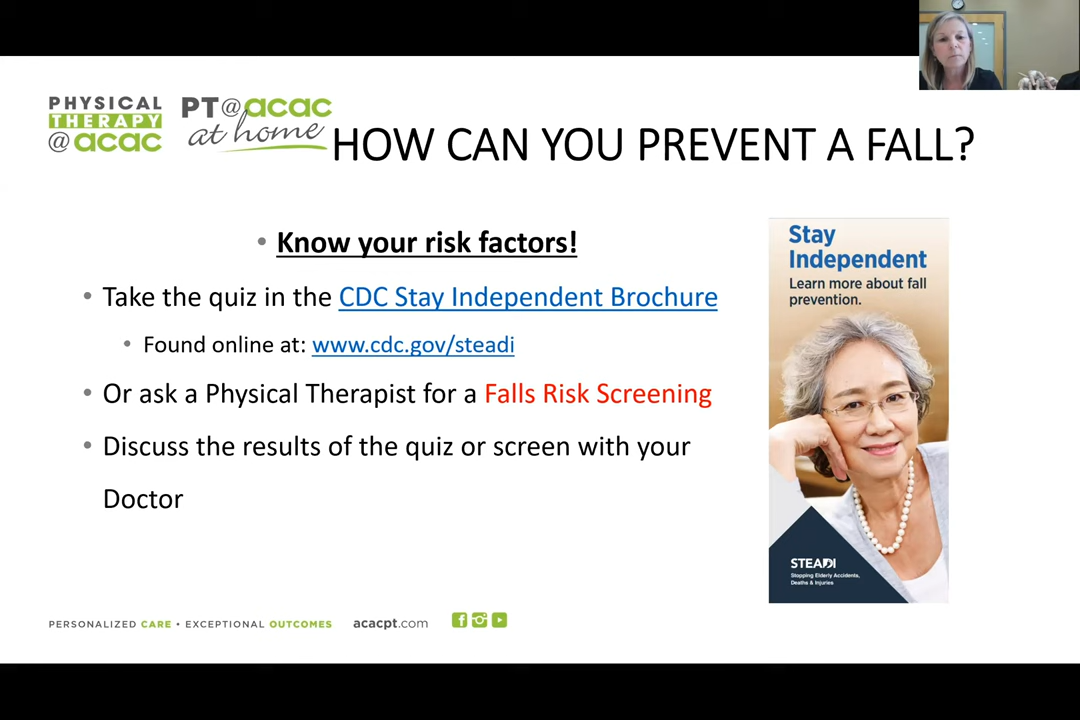 PHYSICAL
THERAPY
@acac
PT@acac
at home
HOW CAN YOU PREVENT A FALL?
• Know your risk factors!
• Take the quiz in the CDC Stay Independent Brochure
• Found online at: www.cdc.gov/steadi
• Or ask a Physical Therapist for a Falls Risk Screening
• Discuss the results of the quiz or screen with your
Doctor
Stay
Independent
Learn more about fall
prevention.
STEADI
Stopping Elderly Accidents,
Deaths & Injuries
PERSONALIZED CARE • EXCEPTIONAL OUTCOMES
acacpt.com